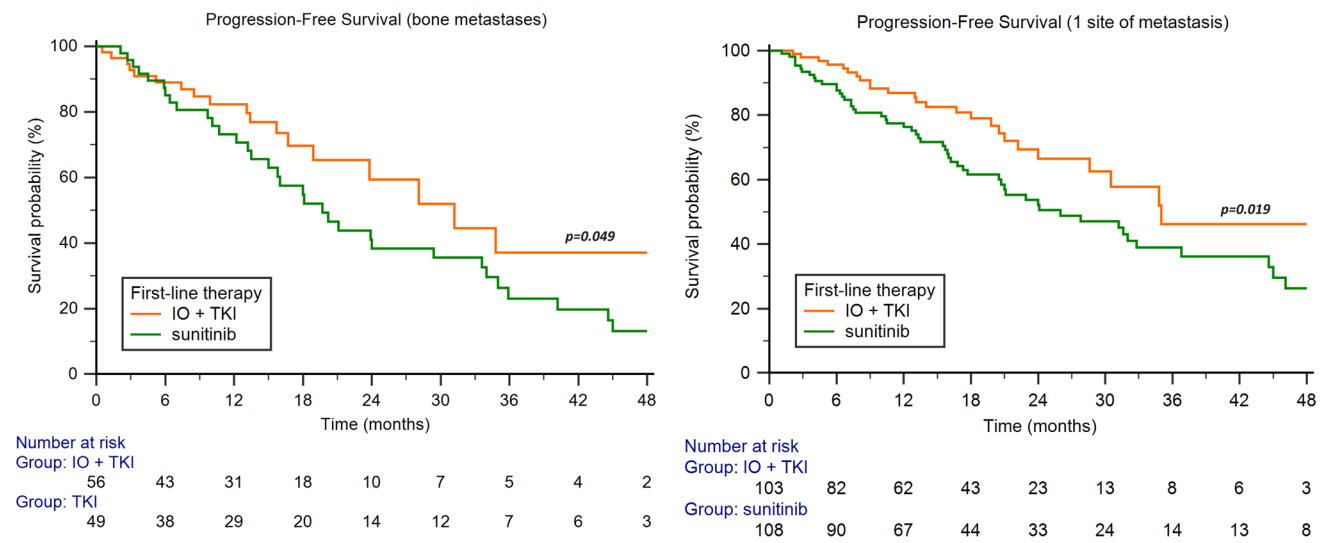 Progression-Free Survival (bone metastases)
Survival probability (%)
100
80
60
40
20
0
p=0.049
First-line therapy
IO + TKI
sunitinib
0 6 12 18 24 30 36 42 48
Time (months)
Number at risk
Group: IO + TKI
56 43 31 18 10 7 5 4 2
Group: TKI
49 38 29 20 14 12 7 6 3
Progression-Free Survival (1 site of metastasis)
Survival probability (%)
100
80
60
40
20
0
p=0.019
First-line therapy
IO + TKI
sunitinib
0 6 12 18 24 30 36 42 48
Time (months)
Number at risk
Group: IO + TKI
103 82 62 43 23 13 8 6 3
Group: sunitinib
108 90 67 44 33 24 14 13 8